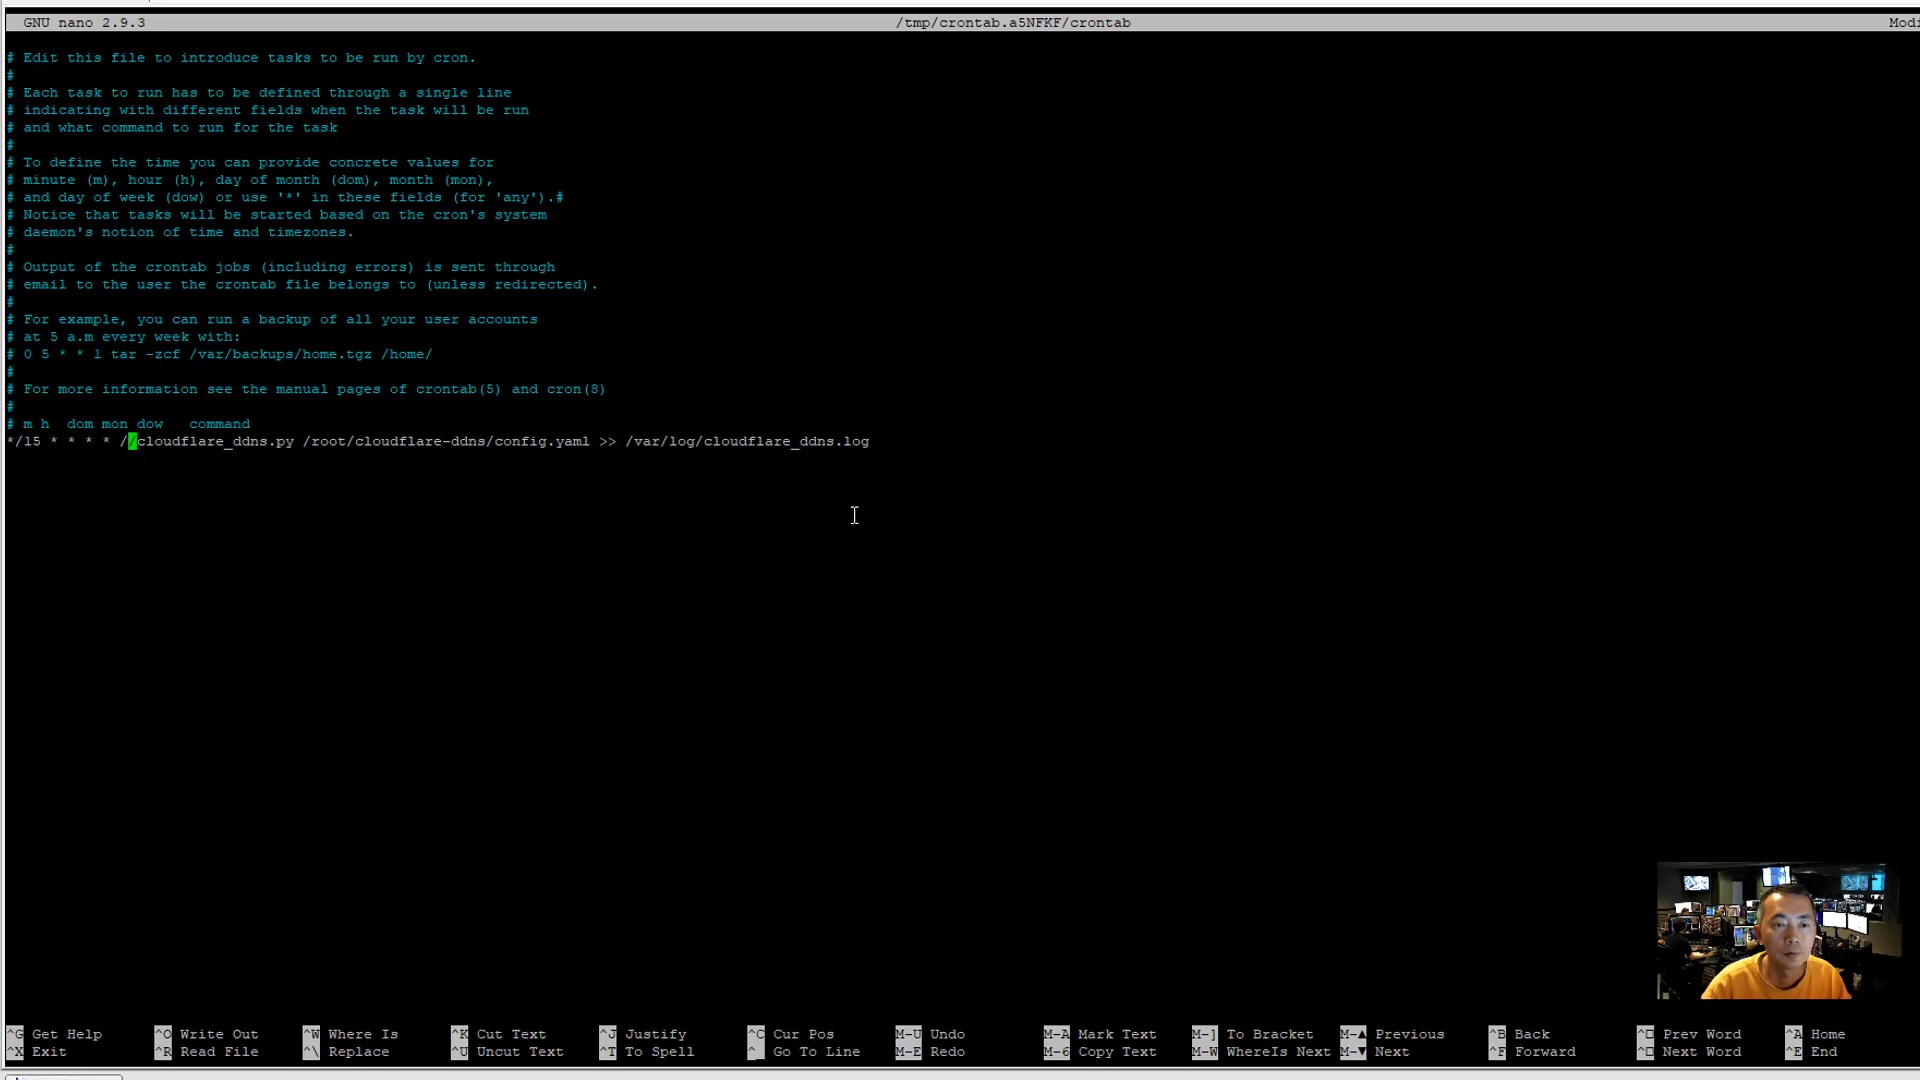 GNU nano 2.9.3 /tmp/crontab.a5NFKF/crontab Modi
# Edit this file to introduce tasks to be run by cron.
#
# Each task to run has to be defined through a single line
# indicating with different fields when the task will be run
# and what command to run for the task
#
# To define the time you can provide concrete values for
# minute (m), hour (h), day of month (dom), month (mon),
# and day of week (dow) or use '*' in these fields (for 'any').#
# Notice that tasks will be started based on the cron's system
# daemon's notion of time and timezones.
#
# Output of the crontab jobs (including errors) is sent through
# email to the user the crontab file belongs to (unless redirected).
#
# For example, you can run a backup of all your user accounts
# at 5 a.m every week with:
# 0 5 * * 1 tar -zcf /var/backups/home.tgz /home/
#
# For more information see the manual pages of crontab(5) and cron(8)
#
# m h  dom mon dow   command
*/15 * * * * //cloudflare_ddns.py /root/cloudflare-ddns/config.yaml >> /var/log/cloudflare_ddns.log
^G Get Help ^O Write Out ^W Where Is ^K Cut Text ^J Justify ^C Cur Pos M-U Undo M-A Mark Text M-] To Bracket M-▲ Previous ^B Back ^□ Prev Word ^A Home
^X Exit ^R Read File ^\ Replace ^U Uncut Text ^T To Spell ^_ Go To Line M-E Redo M-6 Copy Text M-W WhereIs Next M-▼ Next ^F Forward ^□ Next Word ^E End